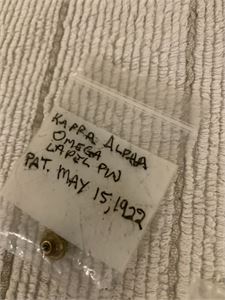 KAPPA ALPHA
OMEGA
LAPEL PIN
PAT. MAY 15, 1922